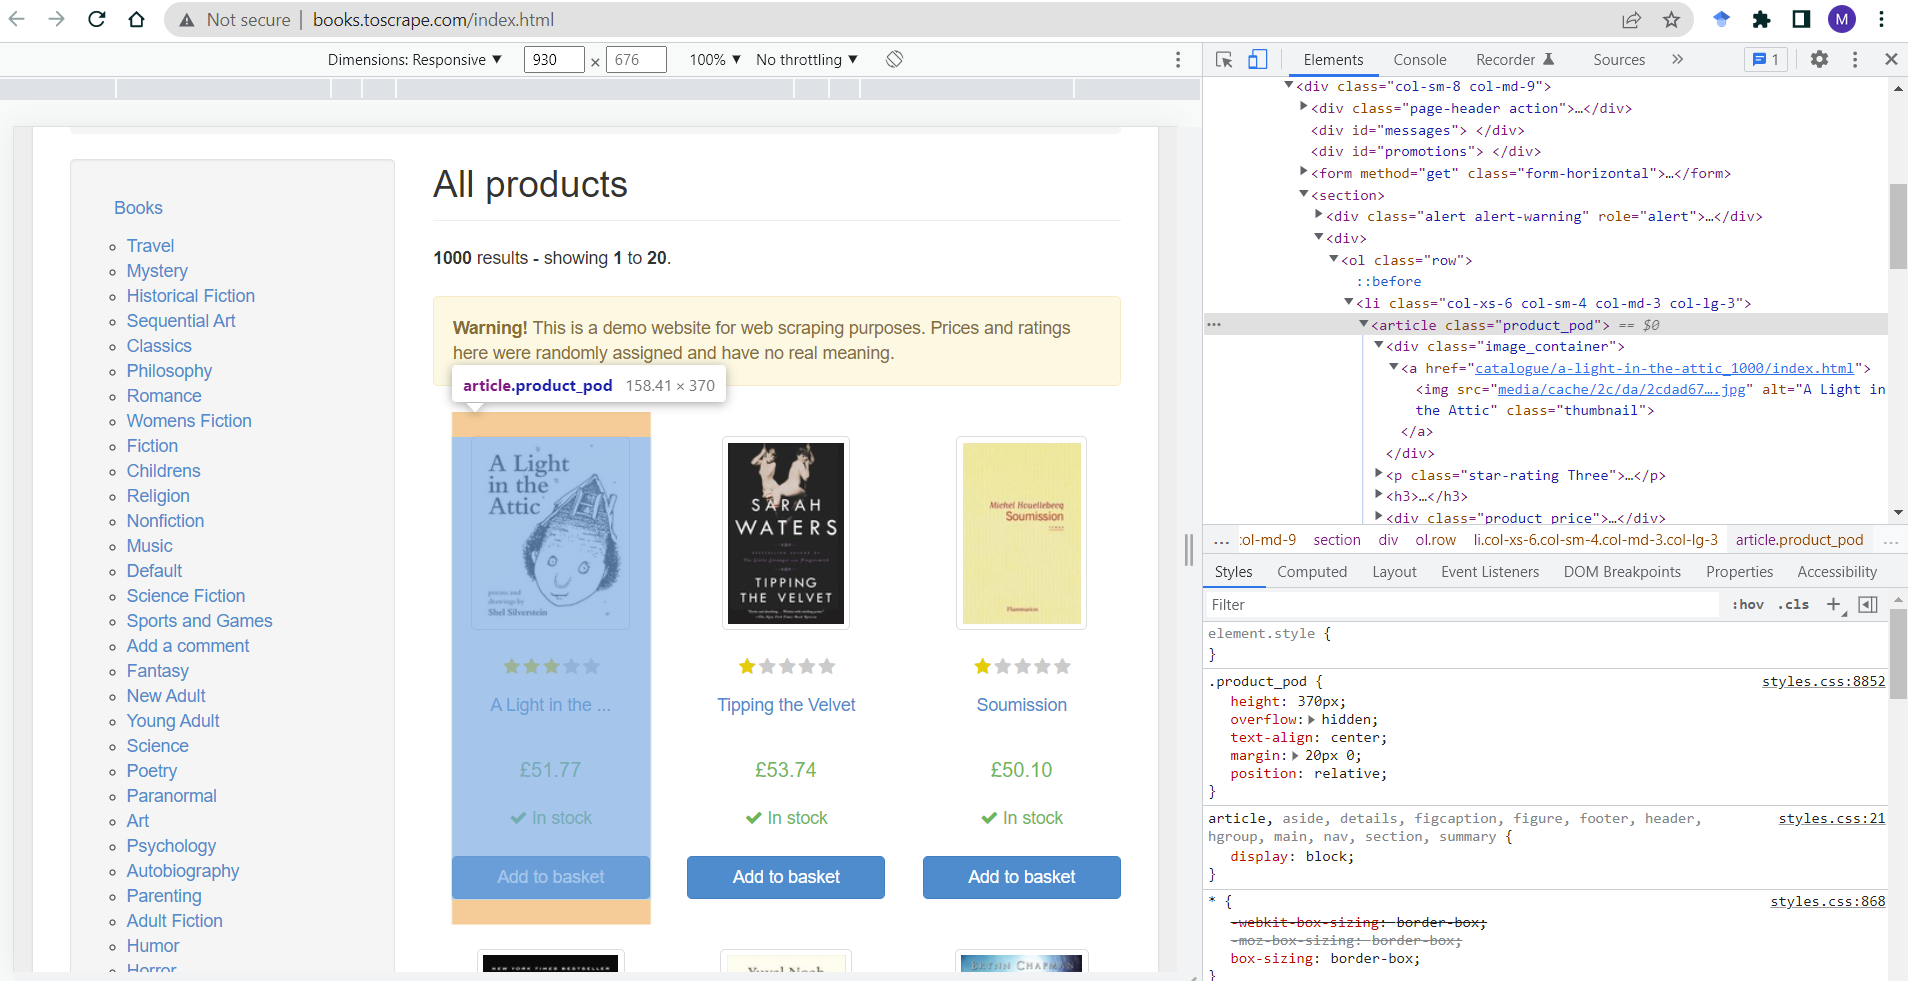 Not secure | books.toscrape.com/index.html
M
Dimensions: Responsive ▼ 930 × 676 100% ▼ No throttling ▼
Elements Console Recorder Sources » 1
Books
Travel
Mystery
Historical Fiction
Sequential Art
Classics
Philosophy
Romance
Womens Fiction
Fiction
Childrens
Religion
Nonfiction
Music
Default
Science Fiction
Sports and Games
Add a comment
Fantasy
New Adult
Young Adult
Science
Poetry
Paranormal
Art
Psychology
Autobiography
Parenting
Adult Fiction
Humor
Horror
All products
1000 results - showing 1 to 20.
Warning! This is a demo website for web scraping purposes. Prices and ratings
here were randomly assigned and have no real meaning.
article.product_pod 158.41 × 370
A Light
in the
Attic
poems and
drawings by
Shel Silverstein
A Light in the ...
£51.77
In stock
Add to basket
SARAH
WATERS
TIPPING
THE VELVET
Tipping the Velvet
£53.74
In stock
Add to basket
Michel Houellebecq
Soumission
Flammarion
Soumission
£50.10
In stock
Add to basket
NEW YORK TIMES BESTSELLER
Yuval Noah
BRYNN CHAPMAN
<div class="col-sm-8 col-md-9">
<div class="page-header action">…</div>
<div id="messages"> </div>
<div id="promotions"> </div>
<form method="get" class="form-horizontal">…</form>
<section>
<div class="alert alert-warning" role="alert">…</div>
<div>
<ol class="row">
::before
<li class="col-xs-6 col-sm-4 col-md-3 col-lg-3">
… <article class="product_pod"> == $0
<div class="image_container">
<a href="catalogue/a-light-in-the-attic_1000/index.html">
<img src="media/cache/2c/da/2cdad67….jpg" alt="A Light in
the Attic" class="thumbnail">
</a>
</div>
<p class="star-rating Three">…</p>
<h3>…</h3>
<div class="product_price">…</div>
… :ol-md-9 section div ol.row li.col-xs-6.col-sm-4.col-md-3.col-lg-3 article.product_pod …
Styles Computed Layout Event Listeners DOM Breakpoints Properties Accessibility
Filter :hov .cls +
element.style {
}
.product_pod { styles.css:8852
height: 370px;
overflow: hidden;
text-align: center;
margin: 20px 0;
position: relative;
}
article, aside, details, figcaption, figure, footer, header, styles.css:21
hgroup, main, nav, section, summary {
display: block;
}
* { styles.css:868
-webkit-box-sizing: border-box;
-moz-box-sizing: border-box;
box-sizing: border-box;
}